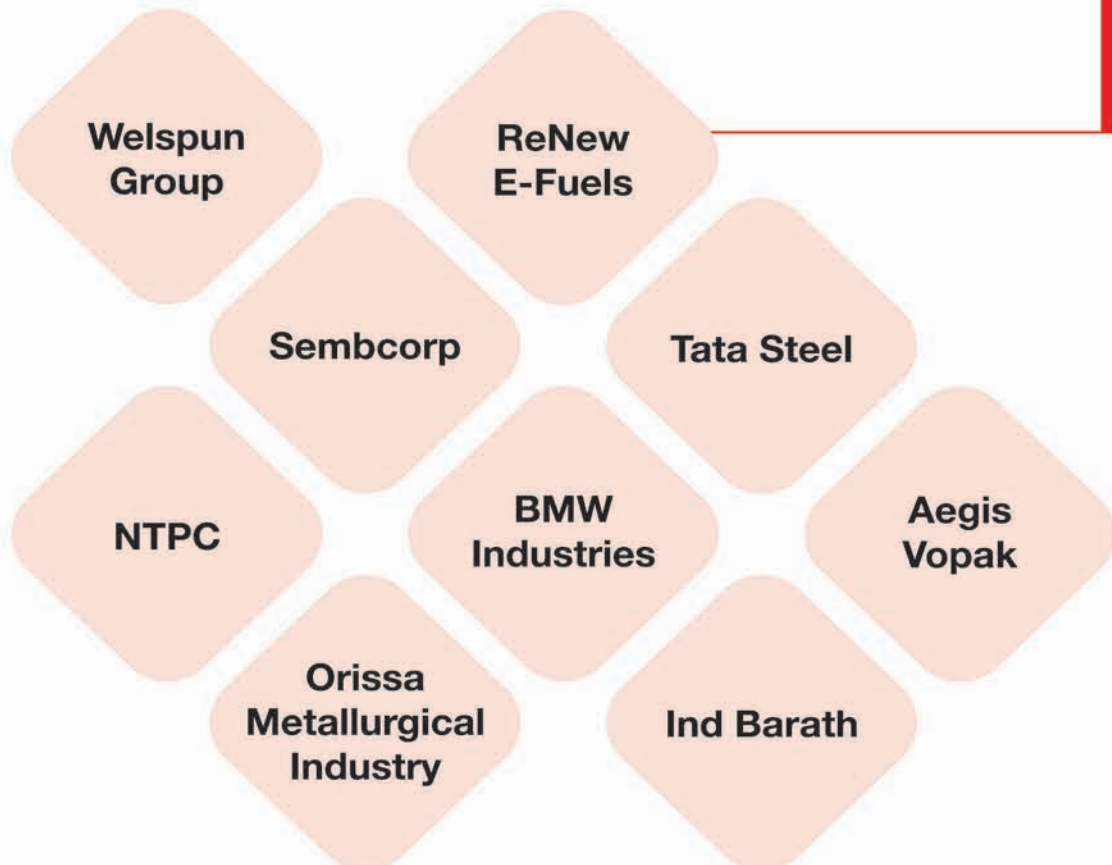 Welspun
Group
ReNew
E-Fuels
Sembcorp
Tata Steel
NTPC
BMW
Industries
Aegis
Vopak
Orissa
Metallurgical
Industry
Ind Barath